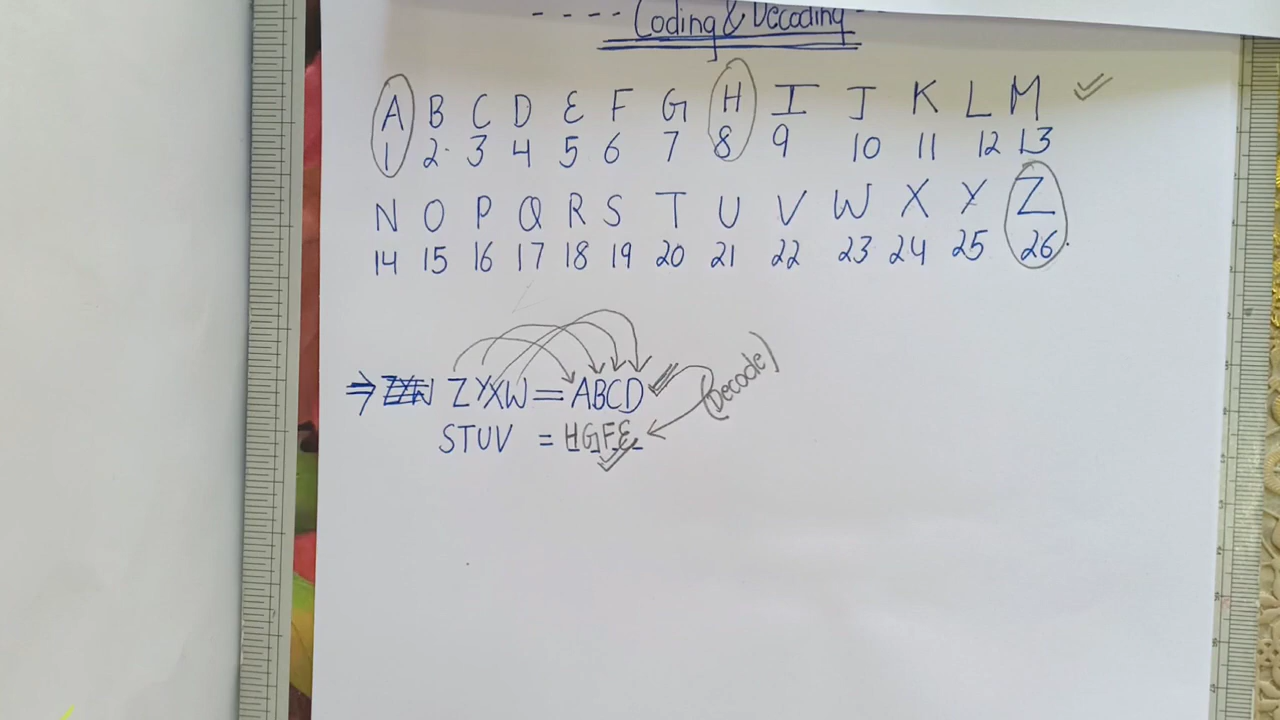 ---- Coding & Decoding -
A B C D E F G H I J K L M
1 2 3 4 5 6 7 8 9 10 11 12 13
N O P Q R S T U V W X Y Z
14 15 16 17 18 19 20 21 22 23 24 25 26
⇒ ZYXW = ABCD (Decode)
STUV = HGFE